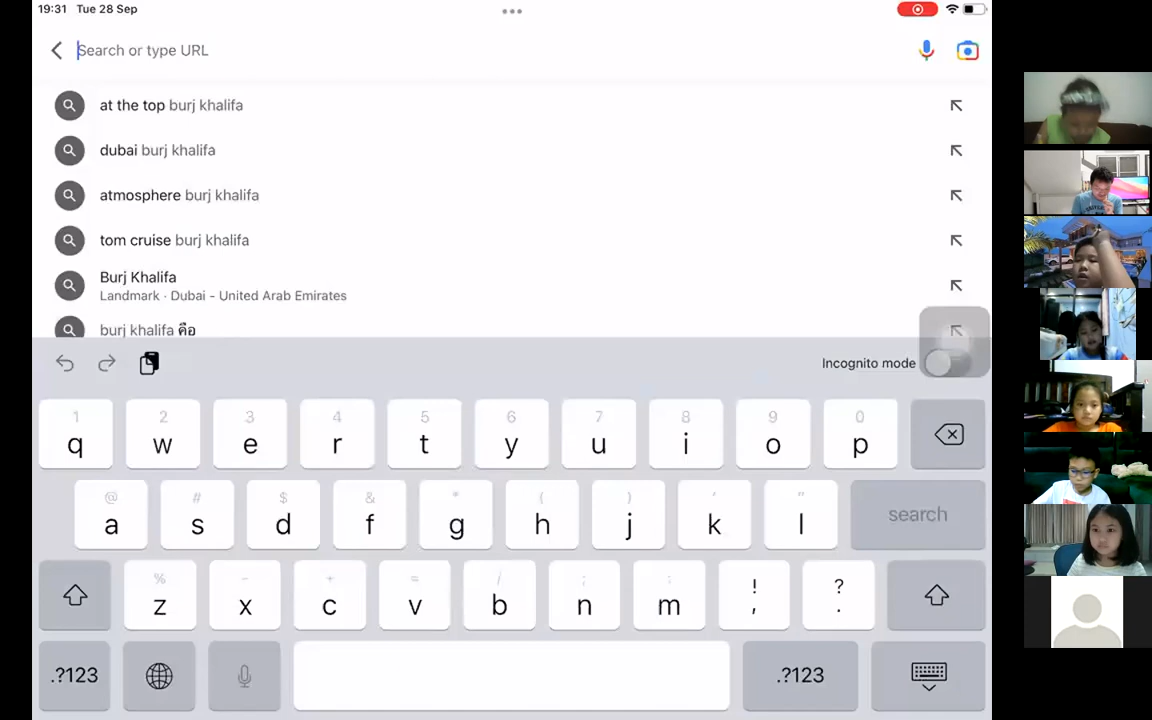 19:31 Tue 28 Sep
Search or type URL
at the top burj khalifa
dubai burj khalifa
atmosphere burj khalifa
tom cruise burj khalifa
Burj Khalifa
Landmark · Dubai - United Arab Emirates
burj khalifa คือ
Incognito mode
1 2 3 4 5 6 7 8 9 0
q w e r t y u i o p
@ # $ & * ( ) ' "
a s d f g h j k l search
% - + = / ; : ! ?
z x c v b n m , .
.?123 .?123